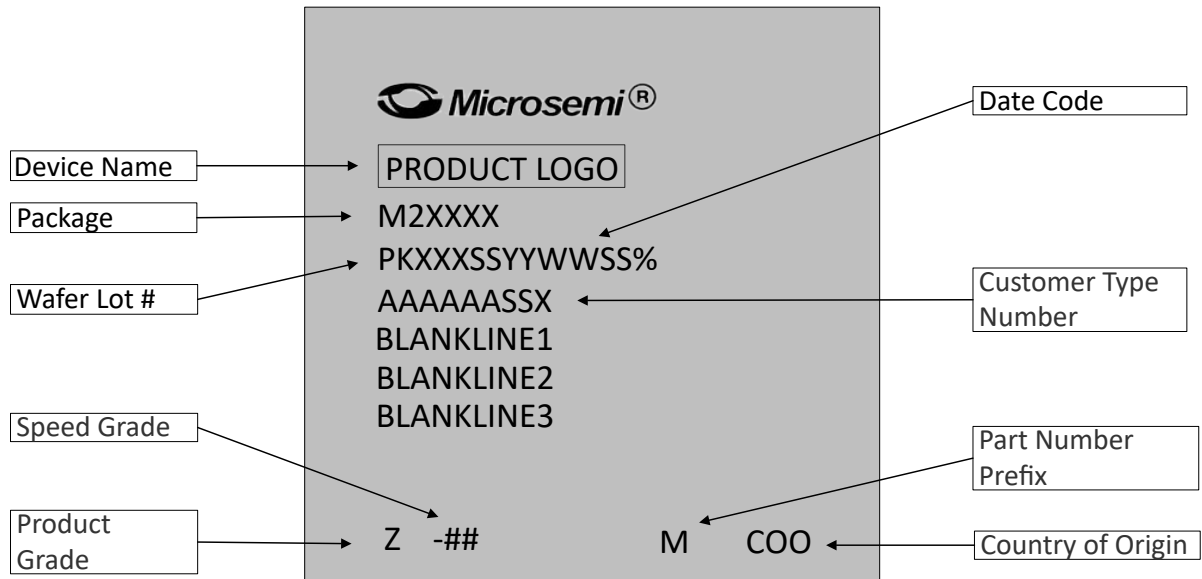 Microsemi®
Date Code
Device Name
PRODUCT LOGO
Package
M2XXXX
PKXXXSSYYWWSS%
Wafer Lot #
AAAAAASSX
Customer Type
Number
BLANKLINE1
BLANKLINE2
BLANKLINE3
Speed Grade
Part Number
Prefix
Product
Grade
Z -## M COO
Country of Origin